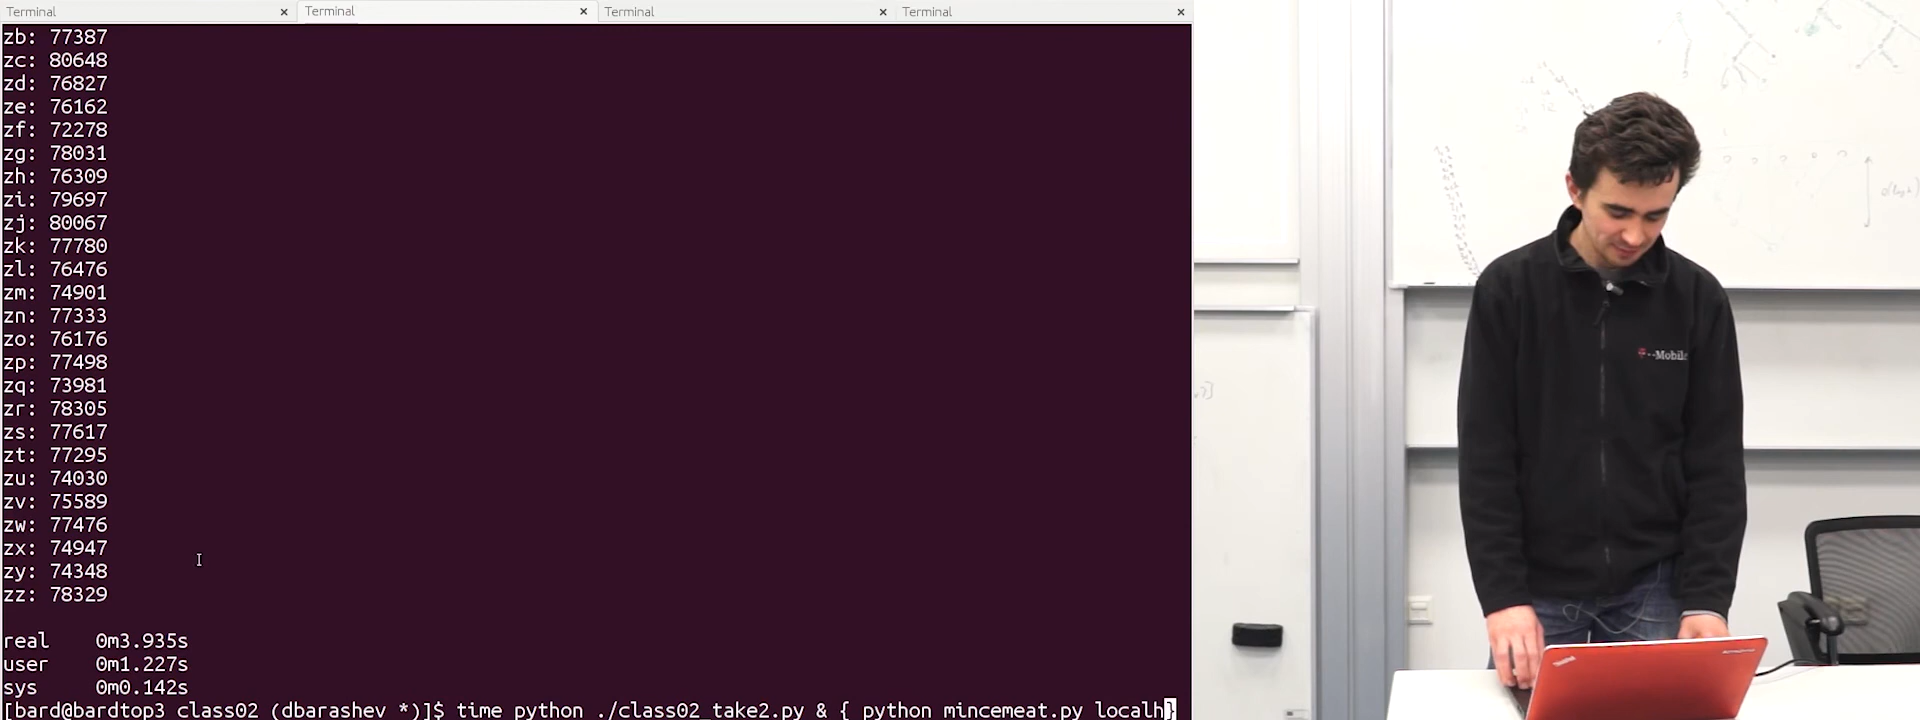 Terminal × Terminal × Terminal × Terminal ×
zb: 77387
zc: 80648
zd: 76827
ze: 76162
zf: 72278
zg: 78031
zh: 76309
zi: 79697
zj: 80067
zk: 77780
zl: 76476
zm: 74901
zn: 77333
zo: 76176
zp: 77498
zq: 73981
zr: 78305
zs: 77617
zt: 77295
zu: 74030
zv: 75589
zw: 77476
zx: 74947
zy: 74348
zz: 78329
real 0m3.935s
user 0m1.227s
sys 0m0.142s
[bard@bardtop3 class02 (dbarashev *)]$ time python ./class02_take2.py & { python mincemeat.py localh}
T··Mobile